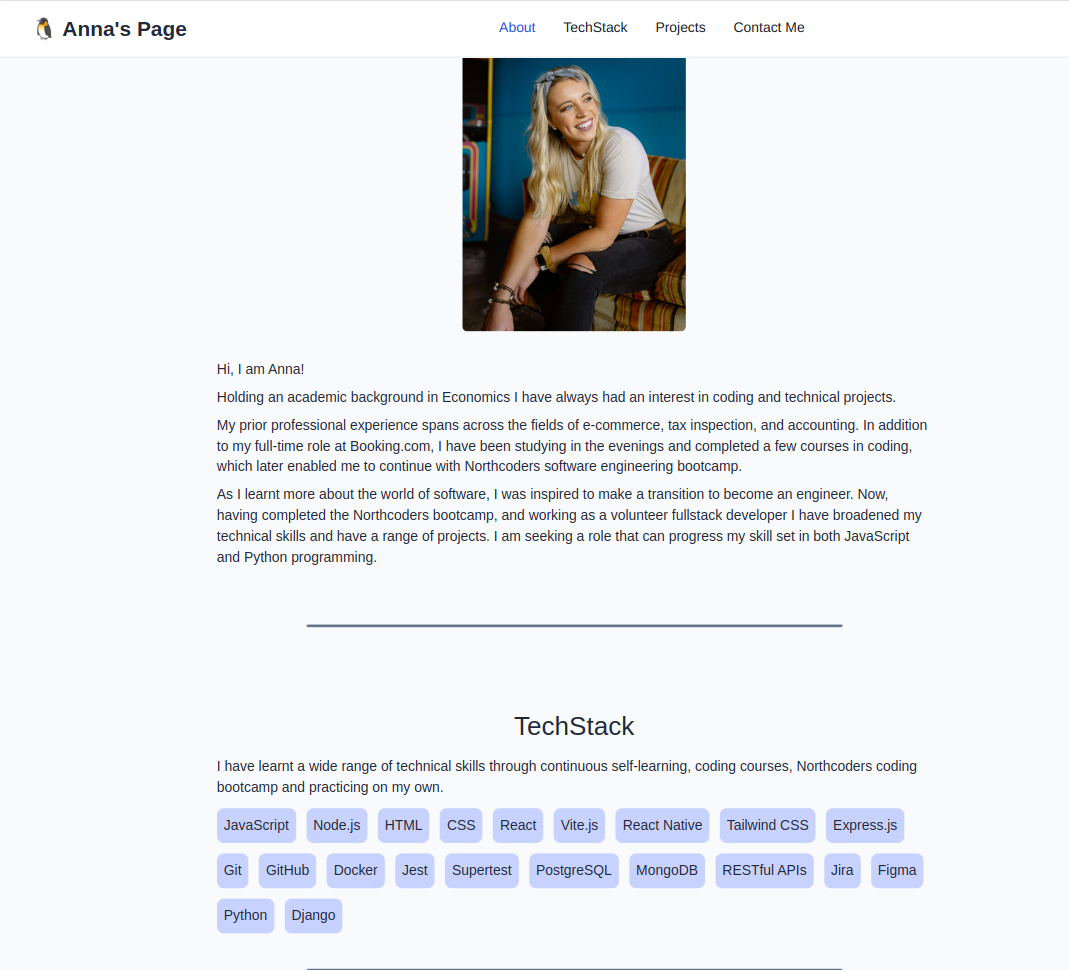 Anna's Page
About TechStack Projects Contact Me
Hi, I am Anna!
Holding an academic background in Economics I have always had an interest in coding and technical projects.
My prior professional experience spans across the fields of e-commerce, tax inspection, and accounting. In addition
to my full-time role at Booking.com, I have been studying in the evenings and completed a few courses in coding,
which later enabled me to continue with Northcoders software engineering bootcamp.
As I learnt more about the world of software, I was inspired to make a transition to become an engineer. Now,
having completed the Northcoders bootcamp, and working as a volunteer fullstack developer I have broadened my
technical skills and have a range of projects. I am seeking a role that can progress my skill set in both JavaScript
and Python programming.
TechStack
I have learnt a wide range of technical skills through continuous self-learning, coding courses, Northcoders coding
bootcamp and practicing on my own.
JavaScript Node.js HTML CSS React Vite.js React Native Tailwind CSS Express.js
Git GitHub Docker Jest Supertest PostgreSQL MongoDB RESTful APIs Jira Figma
Python Django